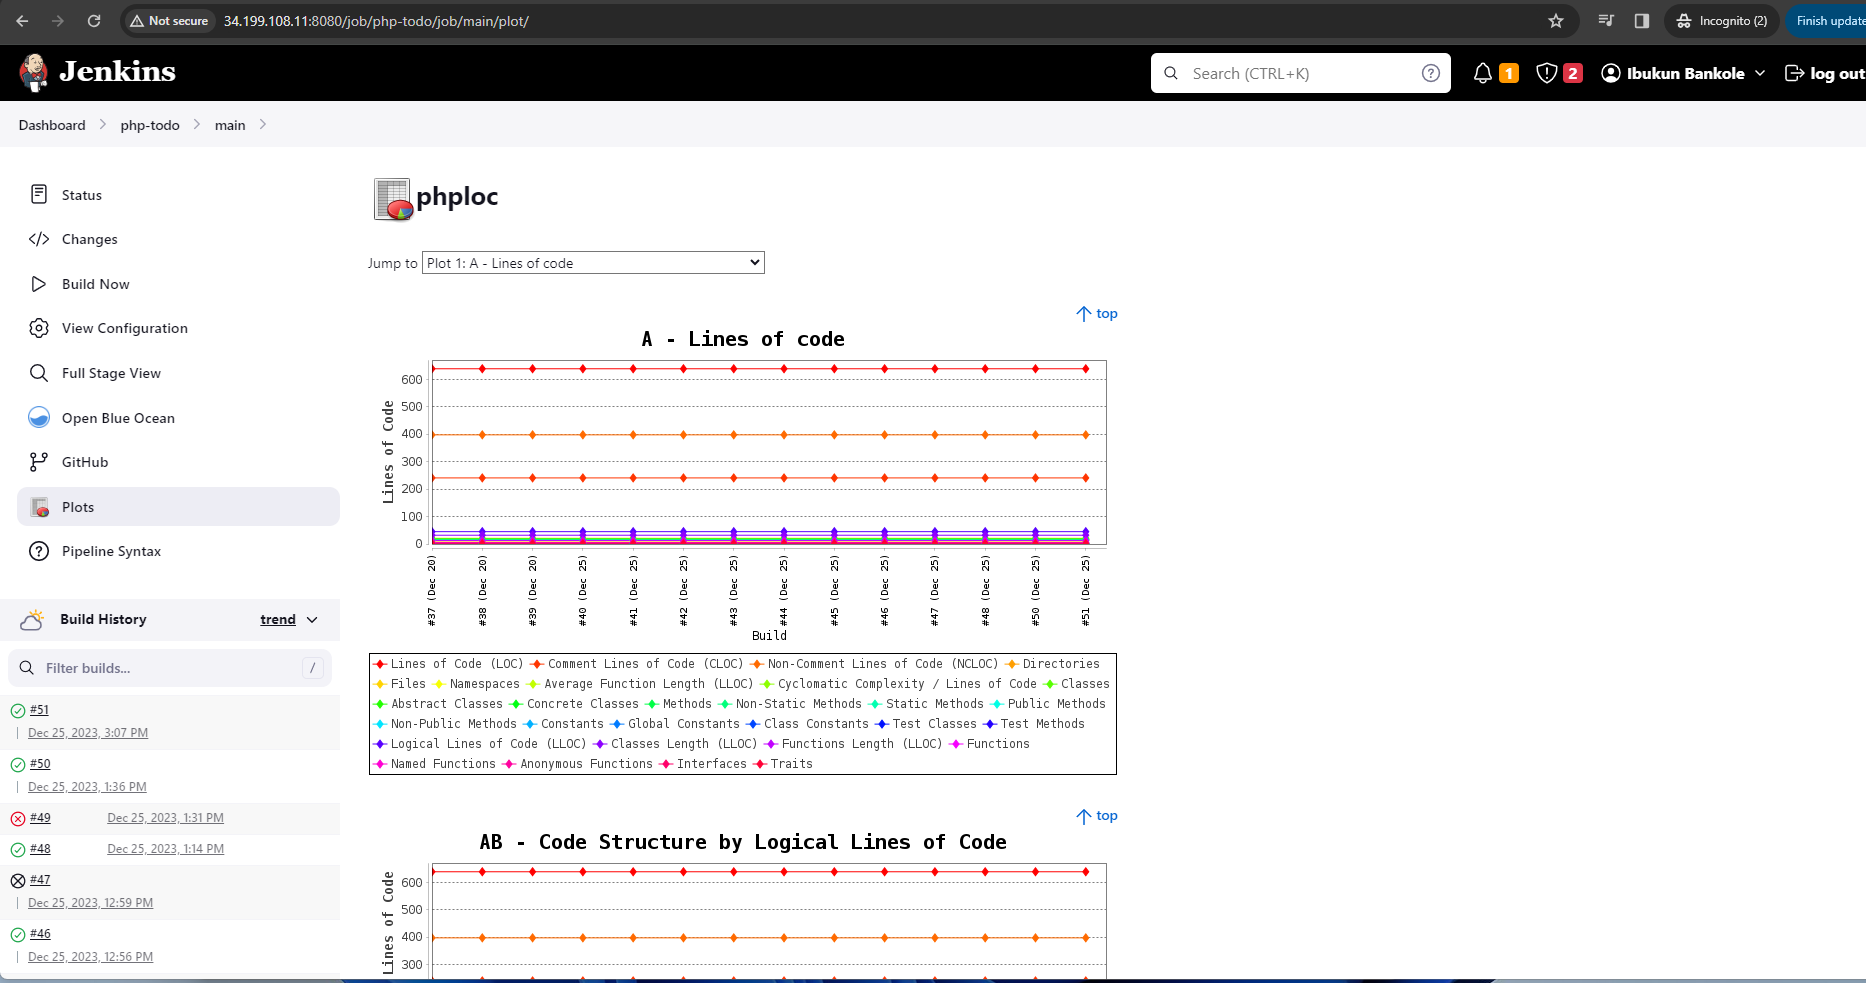 Not secure 34.199.108.11:8080/job/php-todo/job/main/plot/ Incognito (2) Finish update
Jenkins Search (CTRL+K) ? 1 2 Ibukun Bankole log out
Dashboard php-todo main
Status
Changes
Build Now
View Configuration
Full Stage View
Open Blue Ocean
GitHub
Plots
Pipeline Syntax
Build History trend
Filter builds... /
#51
Dec 25, 2023, 3:07 PM
#50
Dec 25, 2023, 1:36 PM
#49 Dec 25, 2023, 1:31 PM
#48 Dec 25, 2023, 1:14 PM
#47
Dec 25, 2023, 12:59 PM
#46
Dec 25, 2023, 12:56 PM
phploc
Jump to Plot 1: A - Lines of code
top
A - Lines of code
Lines of Code
600
500
400
300
200
100
0
#37 (Dec 20)
#38 (Dec 20)
#39 (Dec 20)
#40 (Dec 25)
#41 (Dec 25)
#42 (Dec 25)
#43 (Dec 25)
#44 (Dec 25)
#45 (Dec 25)
#46 (Dec 25)
#47 (Dec 25)
#48 (Dec 25)
#50 (Dec 25)
#51 (Dec 25)
Build
Lines of Code (LOC) Comment Lines of Code (CLOC) Non-Comment Lines of Code (NCLOC) Directories
Files Namespaces Average Function Length (LLOC) Cyclomatic Complexity / Lines of Code Classes
Abstract Classes Concrete Classes Methods Non-Static Methods Static Methods Public Methods
Non-Public Methods Constants Global Constants Class Constants Test Classes Test Methods
Logical Lines of Code (LLOC) Classes Length (LLOC) Functions Length (LLOC) Functions
Named Functions Anonymous Functions Interfaces Traits
top
AB - Code Structure by Logical Lines of Code
Lines of Code
600
500
400
300